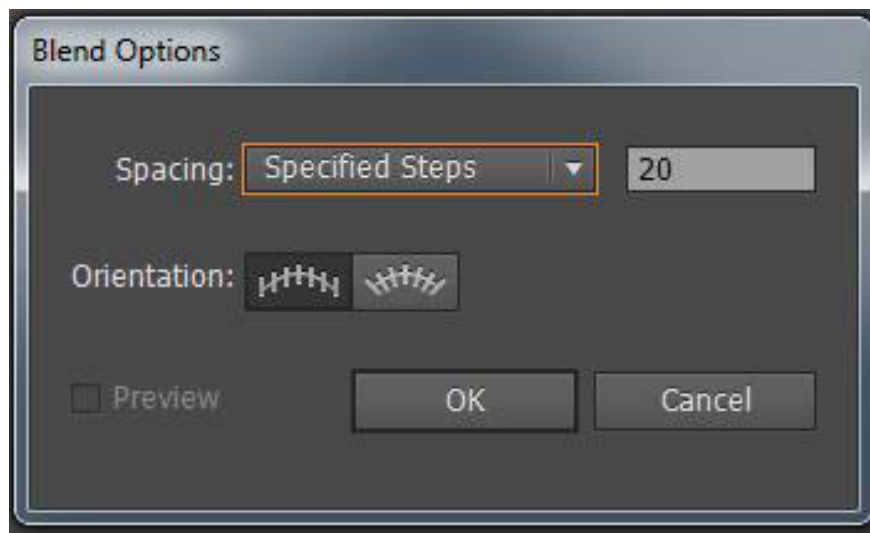 Blend Options
Spacing: Specified Steps 20
Orientation:
Preview OK Cancel